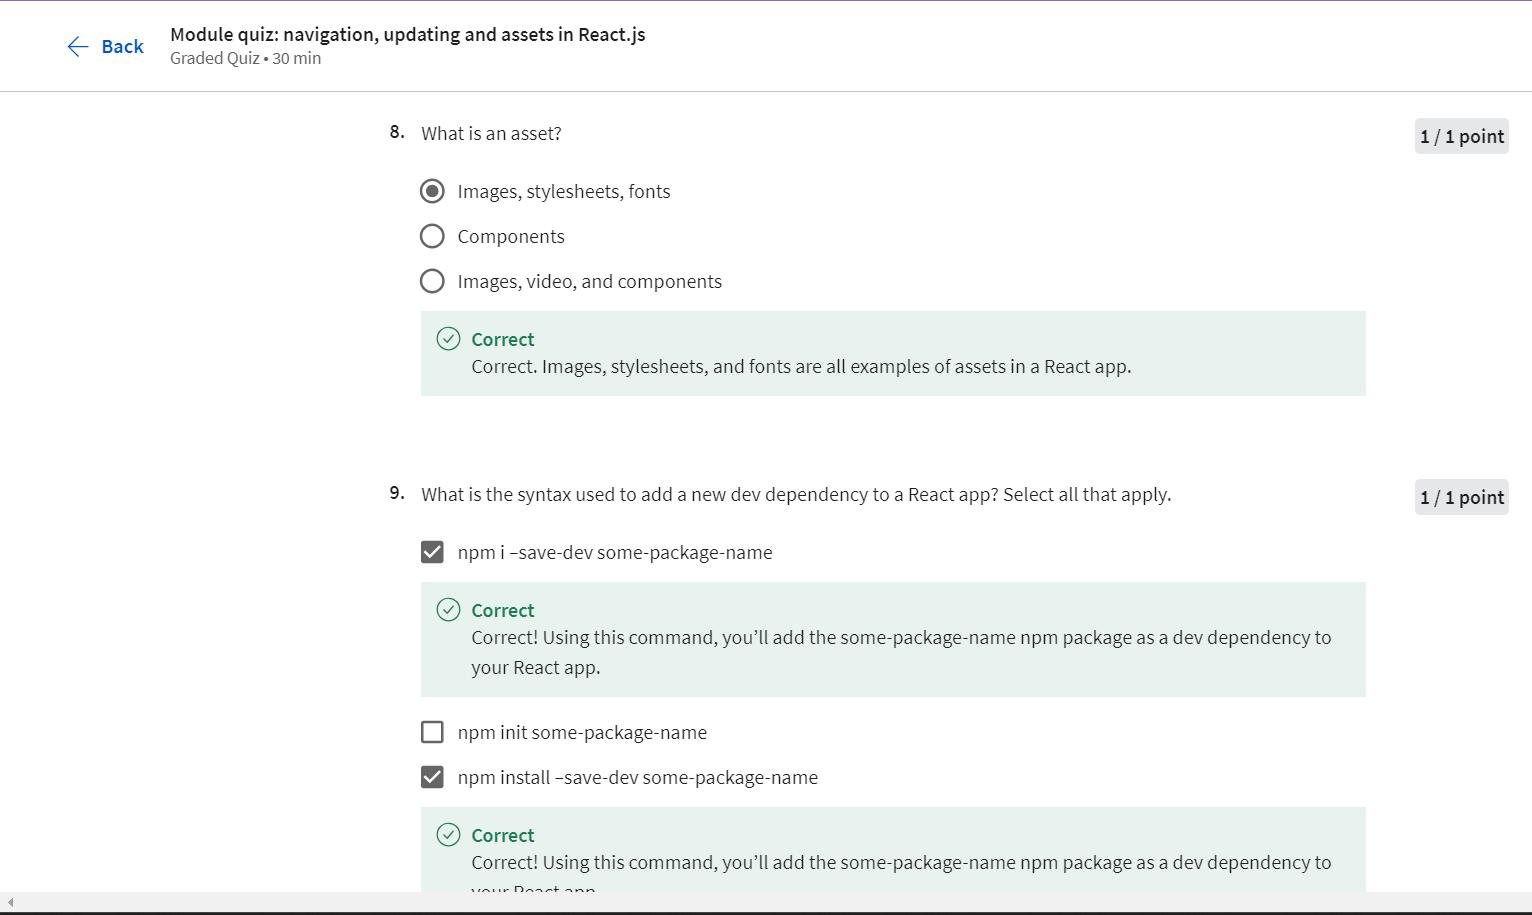 Back
Module quiz: navigation, updating and assets in React.js
Graded Quiz • 30 min
8. What is an asset?
1 / 1 point
Images, stylesheets, fonts
Components
Images, video, and components
Correct
Correct. Images, stylesheets, and fonts are all examples of assets in a React app.
9. What is the syntax used to add a new dev dependency to a React app? Select all that apply.
1 / 1 point
npm i –save-dev some-package-name
Correct
Correct! Using this command, you’ll add the some-package-name npm package as a dev dependency to
your React app.
npm init some-package-name
npm install –save-dev some-package-name
Correct
Correct! Using this command, you’ll add the some-package-name npm package as a dev dependency to
your React app.